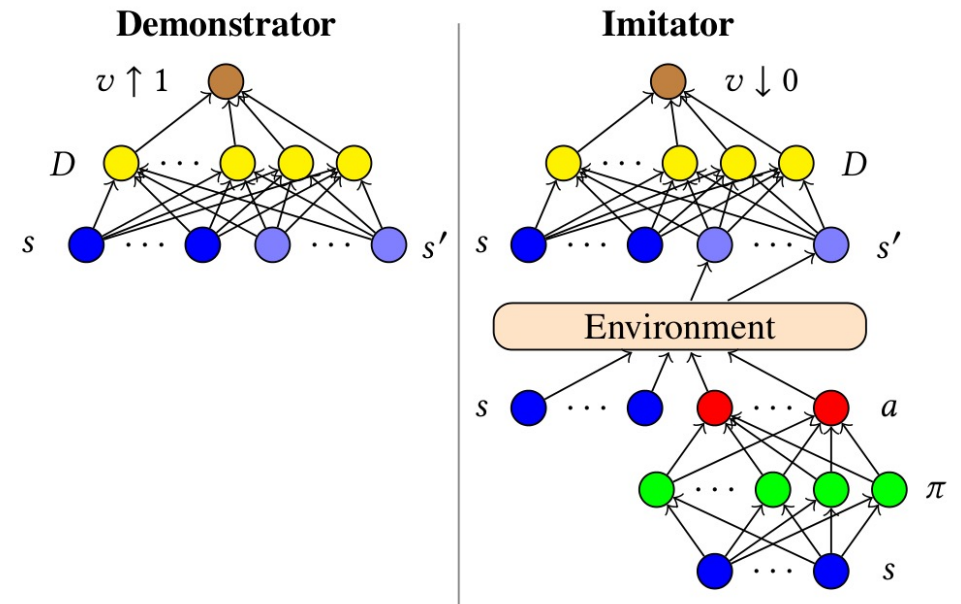 Demonstrator
v ↑ 1
D
· · ·
s
· · ·
· · ·
s′
Imitator
v ↓ 0
· · ·
D
s
· · ·
· · ·
s′
Environment
s
· · ·
· · ·
a
· · ·
π
· · ·
s